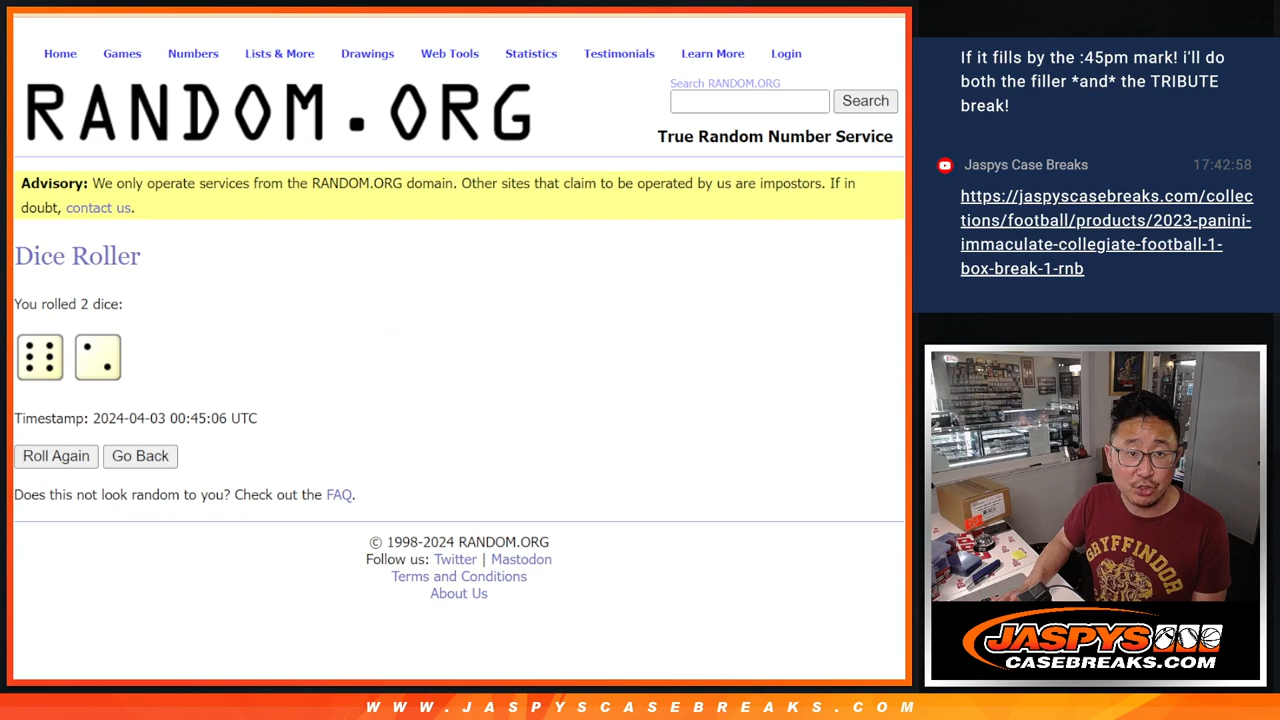 Home Games Numbers Lists & More Drawings Web Tools Statistics Testimonials Learn More Login
RANDOM.ORG
Search RANDOM.ORG
Search
True Random Number Service
Advisory: We only operate services from the RANDOM.ORG domain. Other sites that claim to be operated by us are impostors. If in
doubt, contact us.
Dice Roller
You rolled 2 dice:
Timestamp: 2024-04-03 00:45:06 UTC
Roll Again Go Back
Does this not look random to you? Check out the FAQ.
© 1998-2024 RANDOM.ORG
Follow us: Twitter | Mastodon
Terms and Conditions
About Us
If it fills by the :45pm mark! i'll do
both the filler *and* the TRIBUTE
break!
Jaspys Case Breaks 17:42:58
https://jaspyscasebreaks.com/collec
tions/football/products/2023-panini-
immaculate-collegiate-football-1-
box-break-1-rnb
GRYFFINDOR
JASPYS
CASEBREAKS.COM
WWW.JASPYSCASEBREAKS.COM